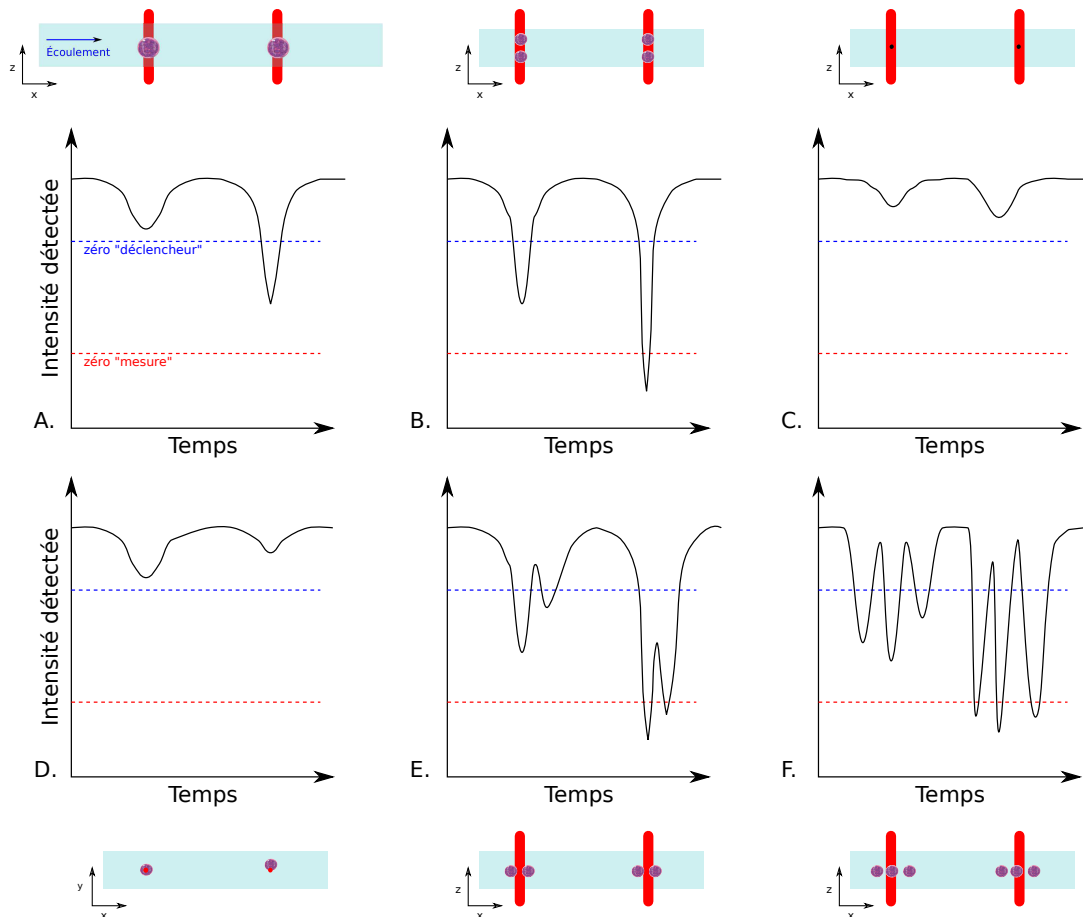 Écoulement
z
x
z
x
z
x
Intensité détectée
zéro "déclencheur"
zéro "mesure"
A.
Temps
B.
Temps
C.
Temps
Intensité détectée
D.
Temps
E.
Temps
F.
Temps
y
x
z
x
z
x